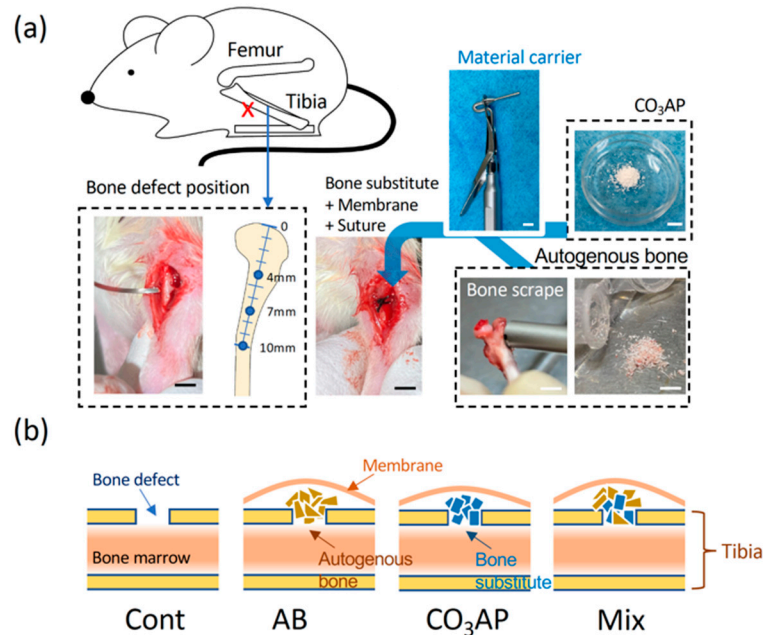 (a)
Femur
Tibia
X
Material carrier
CO₃AP
Bone defect position
Bone substitute
+ Membrane
+ Suture
Autogenous bone
0
4mm
7mm
10mm
Bone scrape
(b)
Bone defect
Membrane
Bone marrow
Autogenous
bone
Bone
substitute
Tibia
Cont
AB
CO₃AP
Mix